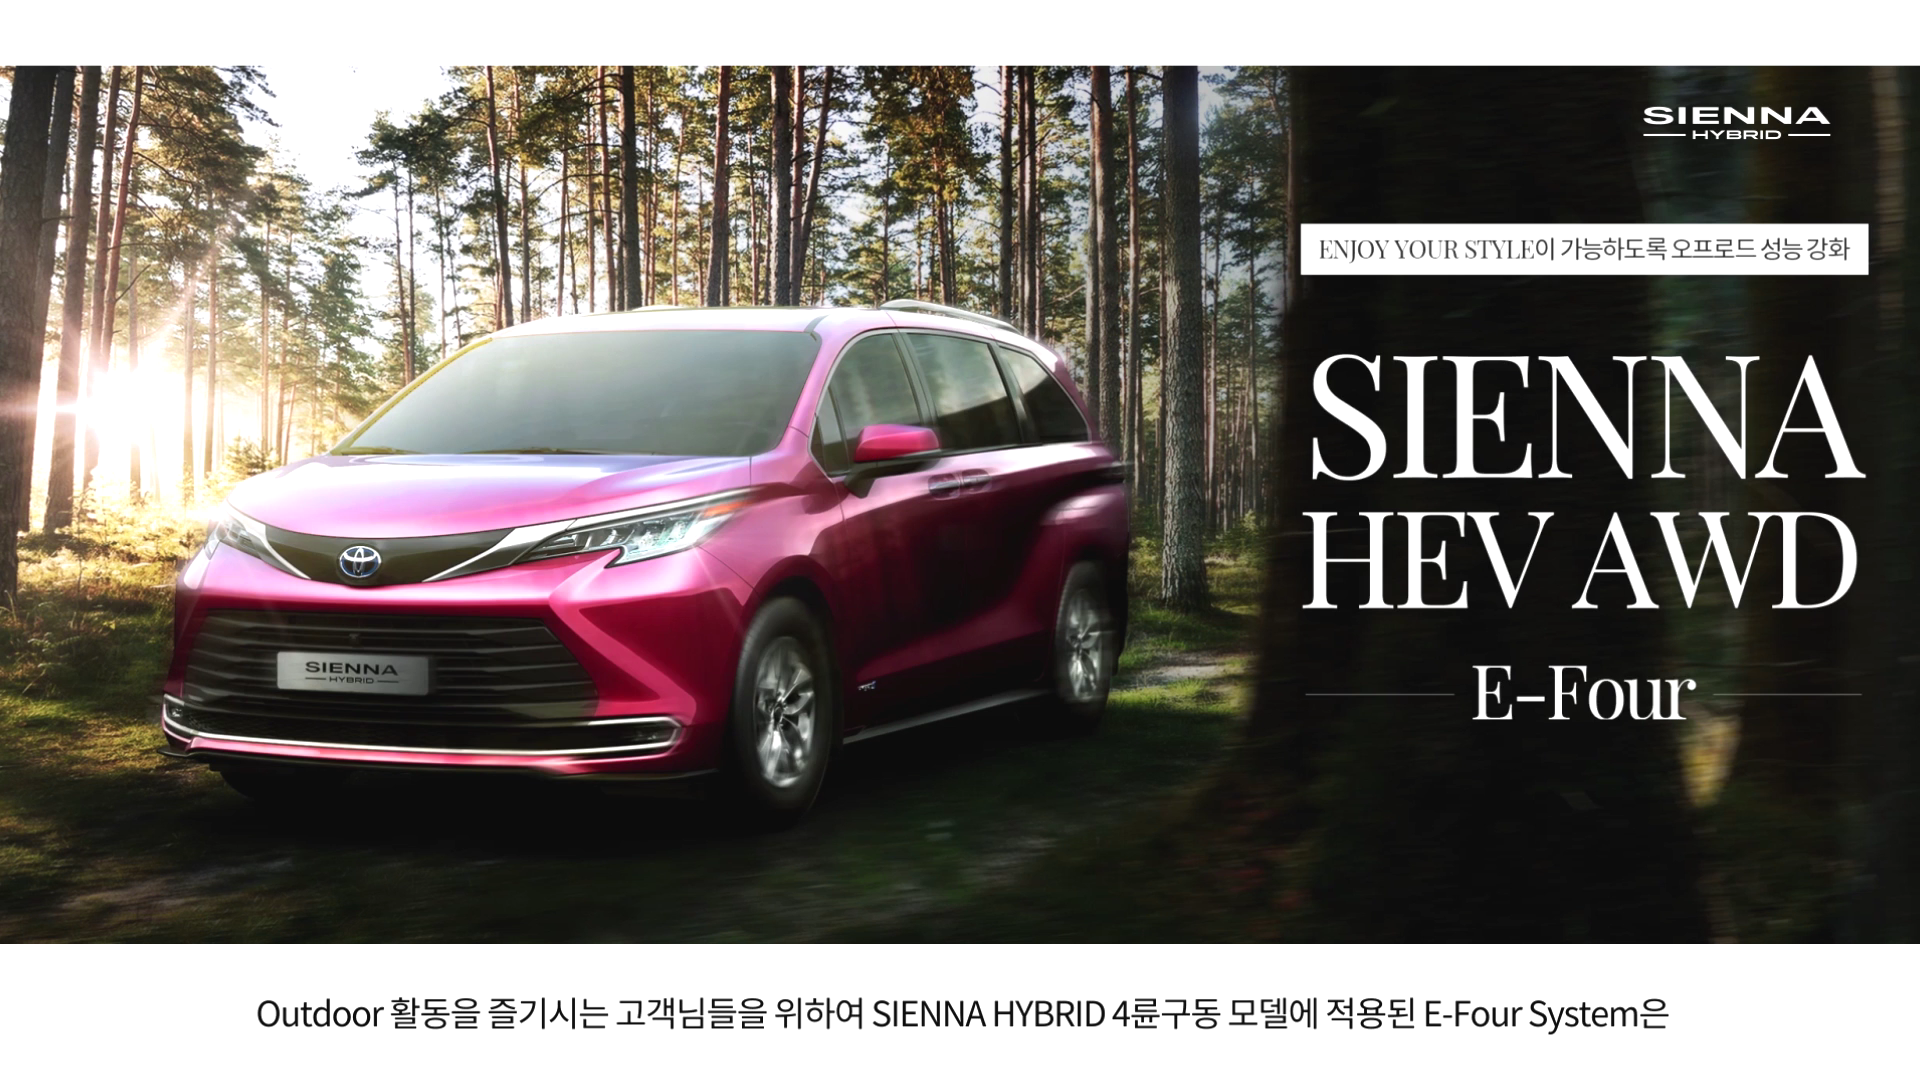 SIENNA
HYBRID
ENJOY YOUR STYLE이 가능하도록 오프로드 성능 강화
SIENNA
HEV AWD
E-Four
SIENNA
HYBRID
Outdoor 활동을 즐기시는 고객님들을 위하여 SIENNA HYBRID 4륜구동 모델에 적용된 E-Four System은